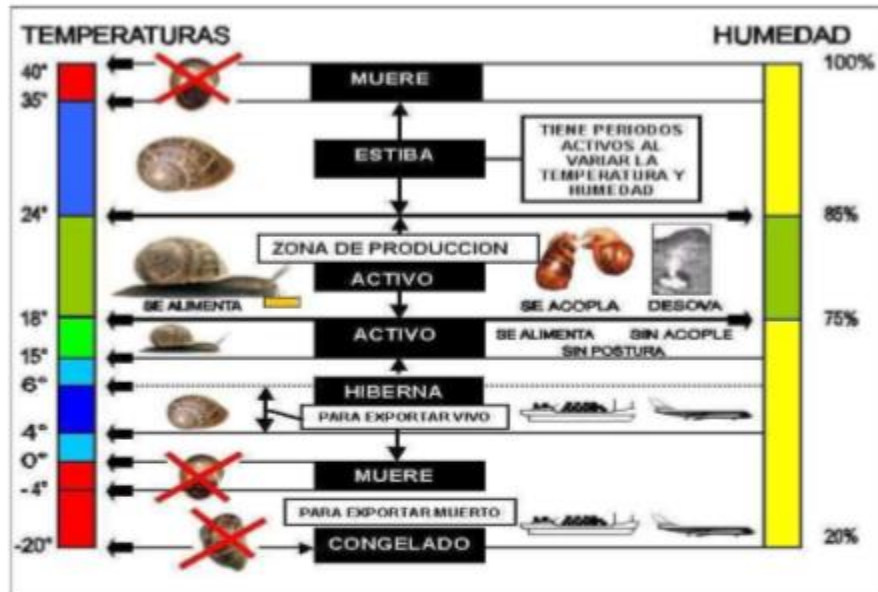 TEMPERATURAS
HUMEDAD
40°
MUERE
100%
35°
ESTIBA
TIENE PERIODOS
ACTIVOS AL
VARIAR LA
TEMPERATURA Y
HUMEDAD
24°
85%
ZONA DE PRODUCCION
ACTIVO
SE ALIMENTA
SE ACOPLA
DESOVA
18°
75%
ACTIVO
SE ALIMENTA
SIN ACOPLE
SIN POSTURA
15°
6°
HIBERNA
PARA EXPORTAR VIVO
4°
0°
MUERE
-4°
PARA EXPORTAR MUERTO
-20°
CONGELADO
20%